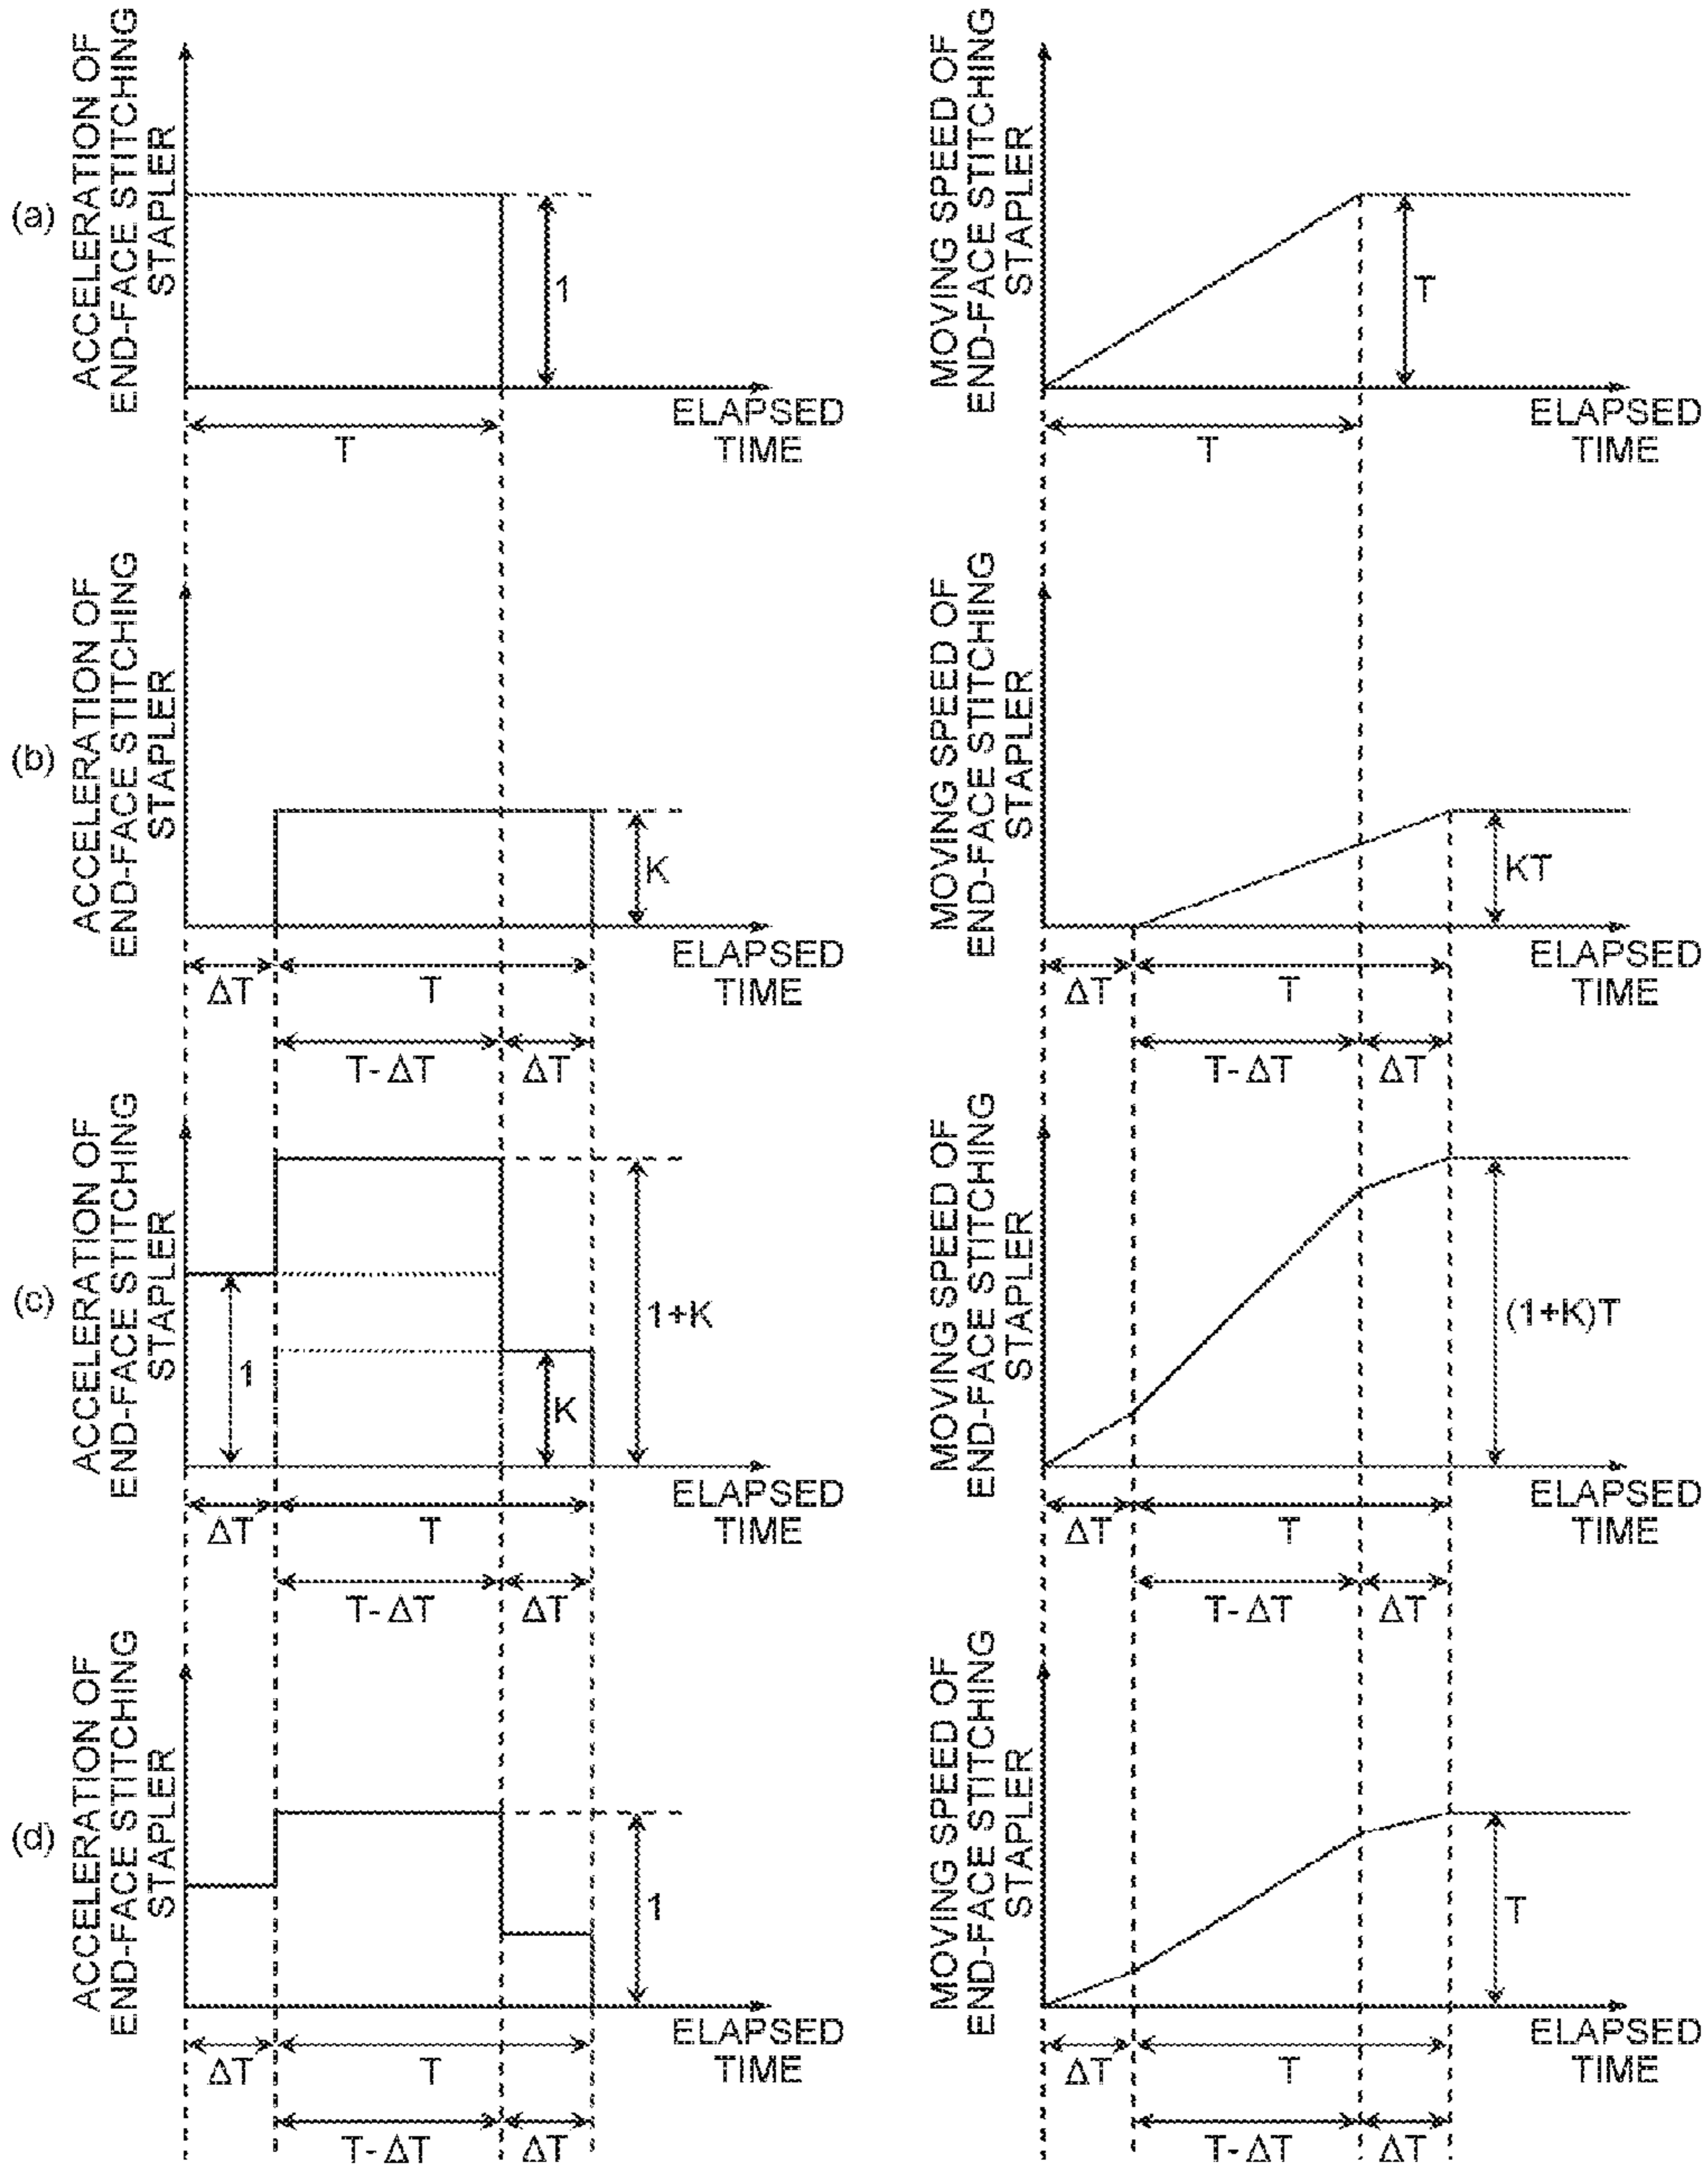 (a)
ACCELERATION OF
END-FACE STITCHING
STAPLER
1
T
ELAPSED
TIME
MOVING SPEED OF
END-FACE STITCHING
STAPLER
T
T
ELAPSED
TIME
(b)
ACCELERATION OF
END-FACE STITCHING
STAPLER
K
ELAPSED
TIME
ΔT
T
T-ΔT
ΔT
MOVING SPEED OF
END-FACE STITCHING
STAPLER
KT
ELAPSED
TIME
ΔT
T
T-ΔT
ΔT
(c)
ACCELERATION OF
END-FACE STITCHING
STAPLER
1
1+K
K
ELAPSED
TIME
ΔT
T
T-ΔT
ΔT
MOVING SPEED OF
END-FACE STITCHING
STAPLER
(1+K)T
ELAPSED
TIME
ΔT
T
T-ΔT
ΔT
(d)
ACCELERATION OF
END-FACE STITCHING
STAPLER
1
ELAPSED
TIME
ΔT
T
T-ΔT
ΔT
MOVING SPEED OF
END-FACE STITCHING
STAPLER
T
ELAPSED
TIME
ΔT
T
T-ΔT
ΔT